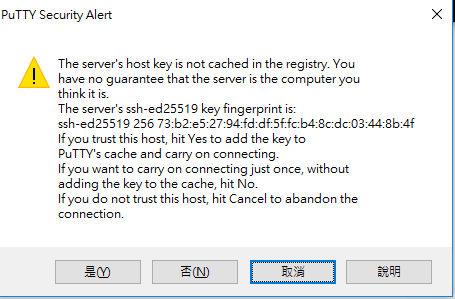 PuTTY Security Alert
The server's host key is not cached in the registry. You
have no guarantee that the server is the computer you
think it is.
The server's ssh-ed25519 key fingerprint is:
ssh-ed25519 256 73:b2:e5:27:94:fd:df:5f:fc:b4:8c:dc:03:44:8b:4f
If you trust this host, hit Yes to add the key to
PuTTY's cache and carry on connecting.
If you want to carry on connecting just once, without
adding the key to the cache, hit No.
If you do not trust this host, hit Cancel to abandon the
connection.
是(Y) 否(N) 取消 說明